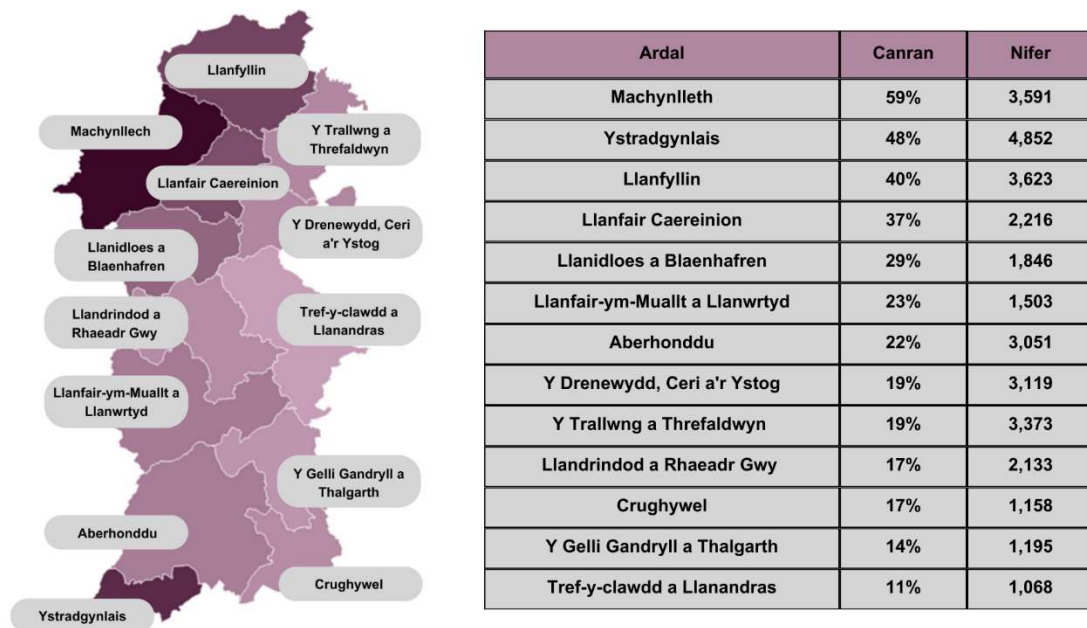 Llanfyllin
Machynllech
Y Trallwng a
Threfaldwyn
Llanfair Caereinion
Y Drenewydd, Ceri
a'r Ystog
Llanidloes a
Blaenhafren
Llandrindod a
Rhaeadr Gwy
Tref-y-clawdd a
Llanandras
Llanfair-ym-Muallt a
Llanwrtyd
Y Gelli Gandryll a
Thalgarth
Aberhonddu
Crughywel
Ystradgynlais
Ardal Canran Nifer
Machynlleth 59% 3,591
Ystradgynlais 48% 4,852
Llanfyllin 40% 3,623
Llanfair Caereinion 37% 2,216
Llanidloes a Blaenhafren 29% 1,846
Llanfair-ym-Muallt a Llanwrtyd 23% 1,503
Aberhonddu 22% 3,051
Y Drenewydd, Ceri a'r Ystog 19% 3,119
Y Trallwng a Threfaldwyn 19% 3,373
Llandrindod a Rhaeadr Gwy 17% 2,133
Crughywel 17% 1,158
Y Gelli Gandryll a Thalgarth 14% 1,195
Tref-y-clawdd a Llanandras 11% 1,068